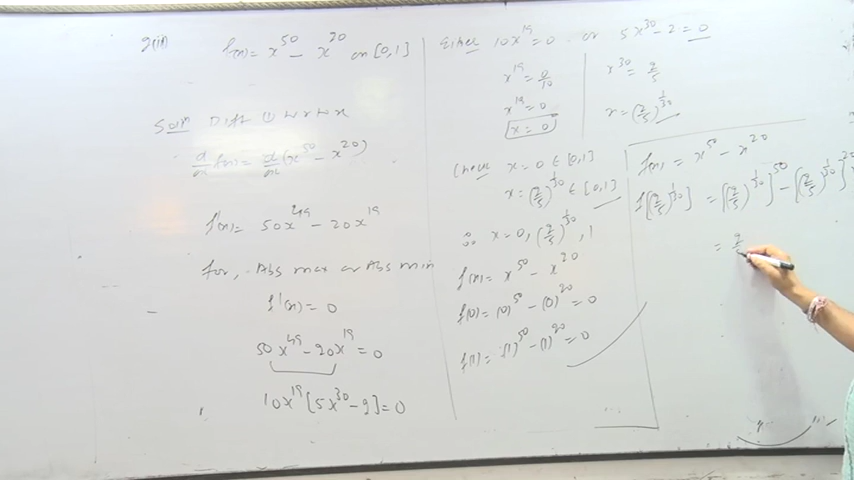 f(x) = x^50 - x^20 on [0,1]
Soln Diff ① w r to x
d/dx f(x) = d/dx (x^50 - x^20)
f'(x) = 50x^49 - 20x^19
For, Abs max or Abs min
f'(x) = 0
50x^49 - 20x^19 = 0
10x^19 [5x^30 - 2] = 0
Either 10x^19 = 0 or 5x^30 - 2 = 0
x^19 = 0/10
x^19 = 0
x = 0
x^30 = 2/5
x = (2/5)^1/30
Check x = 0 ∈ [0,1]
x = (2/5)^1/30 ∈ [0,1]
∴ x = 0, (2/5)^1/30, 1
f(x) = x^50 - x^20
f(0) = (0)^50 - (0)^20 = 0
f(1) = (1)^50 - (1)^20 = 0
f(x) = x^50 - x^20
f[(2/5)^1/30] = [(2/5)^1/30]^50 - [(2/5)^1/30]^20
= 2